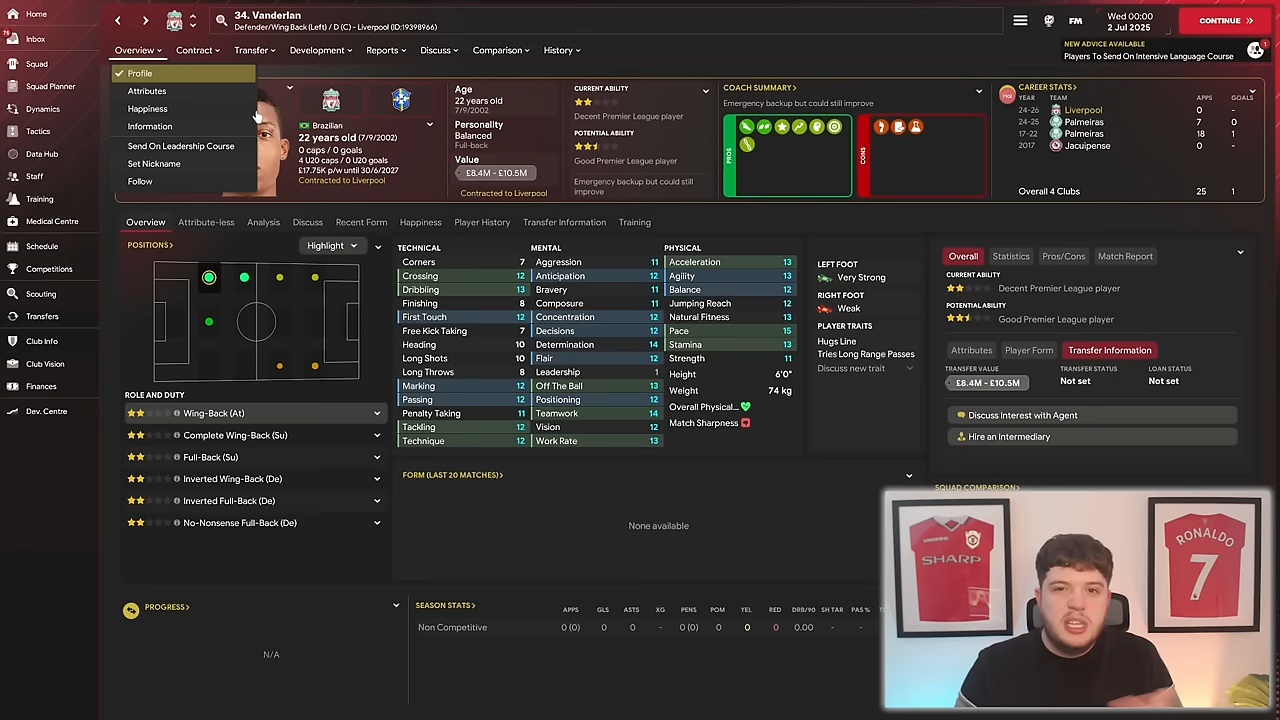 Home
75
Inbox
Squad
Squad Planner
Dynamics
Tactics
Data Hub
Staff
Training
Medical Centre
Schedule
Competitions
Scouting
Transfers
Club Info
Club Vision
Finances
Dev. Centre
34. Vanderlan
Defender/Wing Back (Left) / D (C) - Liverpool (ID:19398966)
FM
Wed 00:00
2 Jul 2025
CONTINUE
Overview
Contract
Transfer
Development
Reports
Discuss
Comparison
History
NEW ADVICE AVAILABLE
Players To Send On Intensive Language Course
1
Profile
Attributes
Happiness
Information
Send On Leadership Course
Set Nickname
Follow
Brazilian
22 years old (7/9/2002)
0 caps / 0 goals
4 U20 caps / 0 U20 goals
£17.75K p/w until 30/6/2027
Contracted to Liverpool
Age
22 years old
7/9/2002
Personality
Balanced
Full-back
Value
£8.4M - £10.5M
Contracted to Liverpool
CURRENT ABILITY
Decent Premier League player
POTENTIAL ABILITY
Good Premier League player
Emergency backup but could still
improve
COACH SUMMARY
Emergency backup but could still improve
PROS
CONS
CAREER STATS
YEAR TEAM APPS GOALS
24-26 Liverpool 0 -
24-25 Palmeiras 7 0
17-22 Palmeiras 18 1
2017 Jacuipense 0 -
Overall 4 Clubs 25 1
Overview
Attribute-less
Analysis
Discuss
Recent Form
Happiness
Player History
Transfer Information
Training
POSITIONS
Highlight
ROLE AND DUTY
Wing-Back (At)
Complete Wing-Back (Su)
Full-Back (Su)
Inverted Wing-Back (De)
Inverted Full-Back (De)
No-Nonsense Full-Back (De)
TECHNICAL
Corners 7
Crossing 12
Dribbling 13
Finishing 8
First Touch 12
Free Kick Taking 7
Heading 10
Long Shots 10
Long Throws 8
Marking 12
Passing 12
Penalty Taking 11
Tackling 12
Technique 12
MENTAL
Aggression 11
Anticipation 12
Bravery 11
Composure 11
Concentration 12
Decisions 12
Determination 14
Flair 12
Leadership 1
Off The Ball 13
Positioning 12
Teamwork 14
Vision 12
Work Rate 13
PHYSICAL
Acceleration 13
Agility 13
Balance 12
Jumping Reach 12
Natural Fitness 13
Pace 15
Stamina 13
Strength 11
Height 6'0"
Weight 74 kg
Overall Physical...
Match Sharpness
LEFT FOOT
Very Strong
RIGHT FOOT
Weak
PLAYER TRAITS
Hugs Line
Tries Long Range Passes
Discuss new trait
Overall
Statistics
Pros/Cons
Match Report
CURRENT ABILITY
Decent Premier League player
POTENTIAL ABILITY
Good Premier League player
Attributes
Player Form
Transfer Information
TRANSFER VALUE
£8.4M - £10.5M
TRANSFER STATUS
Not set
LOAN STATUS
Not set
Discuss Interest with Agent
Hire an Intermediary
SQUAD COMPARISON
FORM (LAST 20 MATCHES)
None available
PROGRESS
N/A
SEASON STATS
APPS GLS ASTS XG PENS POM YEL RED DRB/90 SH TAR PAS %
Non Competitive 0 (0) 0 0 - 0 (0) 0 0 0 0.00 - -
SHARP
RONALDO
7